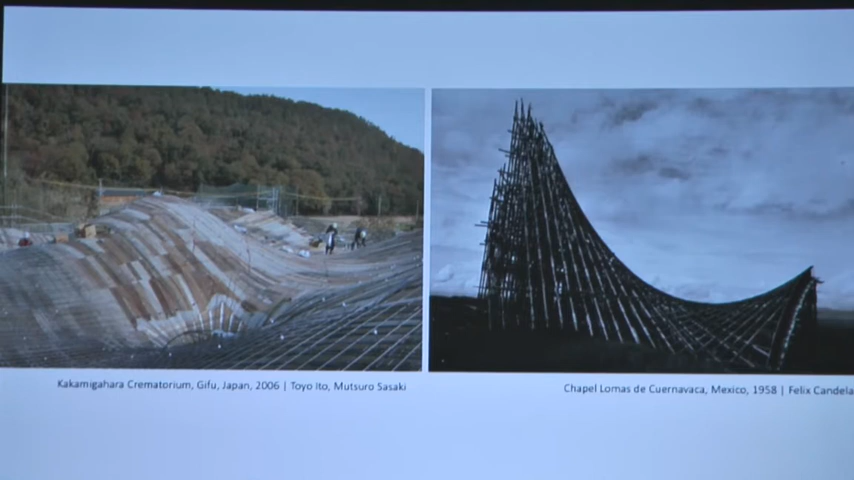 Kakamigahara Crematorium, Gifu, Japan, 2006 | Toyo Ito, Mutsuro Sasaki
Chapel Lomas de Cuernavaca, Mexico, 1958 | Felix Candela